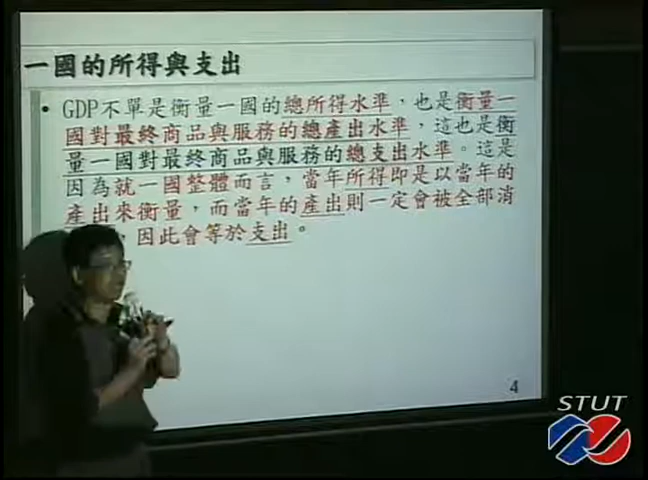 一國的所得與支出
• GDP不單是衡量一國的總所得水準，也是衡量一
國對最終商品與服務的總產出水準，這也是衡
量一國對最終商品與服務的總支出水準。這是
因為就一國整體而言，當年所得即是以當年的
產出來衡量，而當年的產出則一定會被全部消
，因此會等於支出。
4
STUT